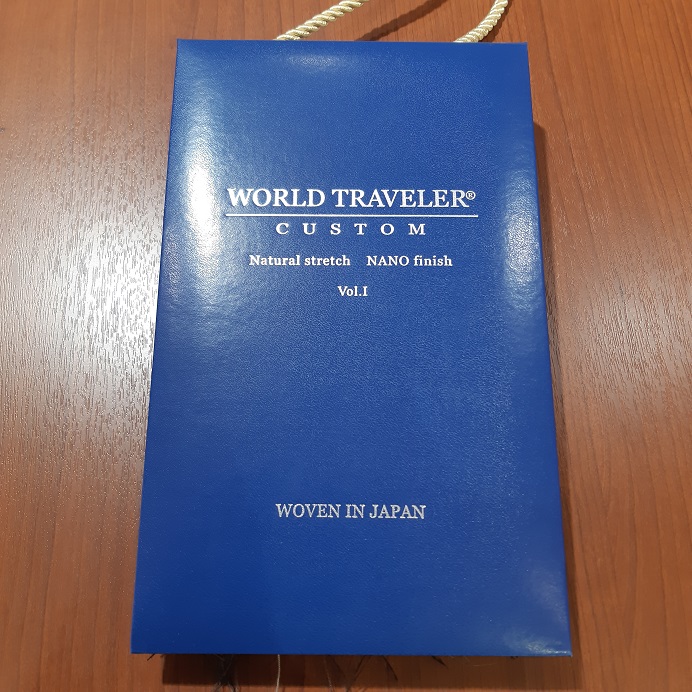 WORLD TRAVELER®
CUSTOM
Natural stretch NANO finish
Vol.I
WOVEN IN JAPAN